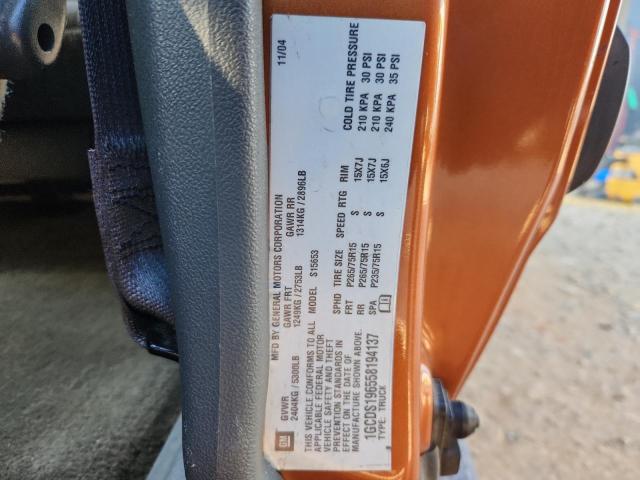 GM MFD BY GENERAL MOTORS CORPORATION 11/04
GVWR GAWR FRT GAWR RR
2404KG / 5300LB 1249KG / 2753LB 1314KG / 2896LB
THIS VEHICLE CONFORMS TO ALL
APPLICABLE FEDERAL MOTOR
VEHICLE SAFETY AND THEFT
PREVENTION STANDARDS IN
EFFECT ON THE DATE OF
MANUFACTURE SHOWN ABOVE.
1GCDS196558194137
TYPE: TRUCK
MODEL S15653
COLD TIRE PRESSURE
SPHD TIRE SIZE SPEED RTG RIM
FRT P265/75R15 S 15X7J 210 KPA 30 PSI
RR P265/75R15 S 15X7J 210 KPA 30 PSI
SPA P235/75R15 S 15X6J 240 KPA 35 PSI